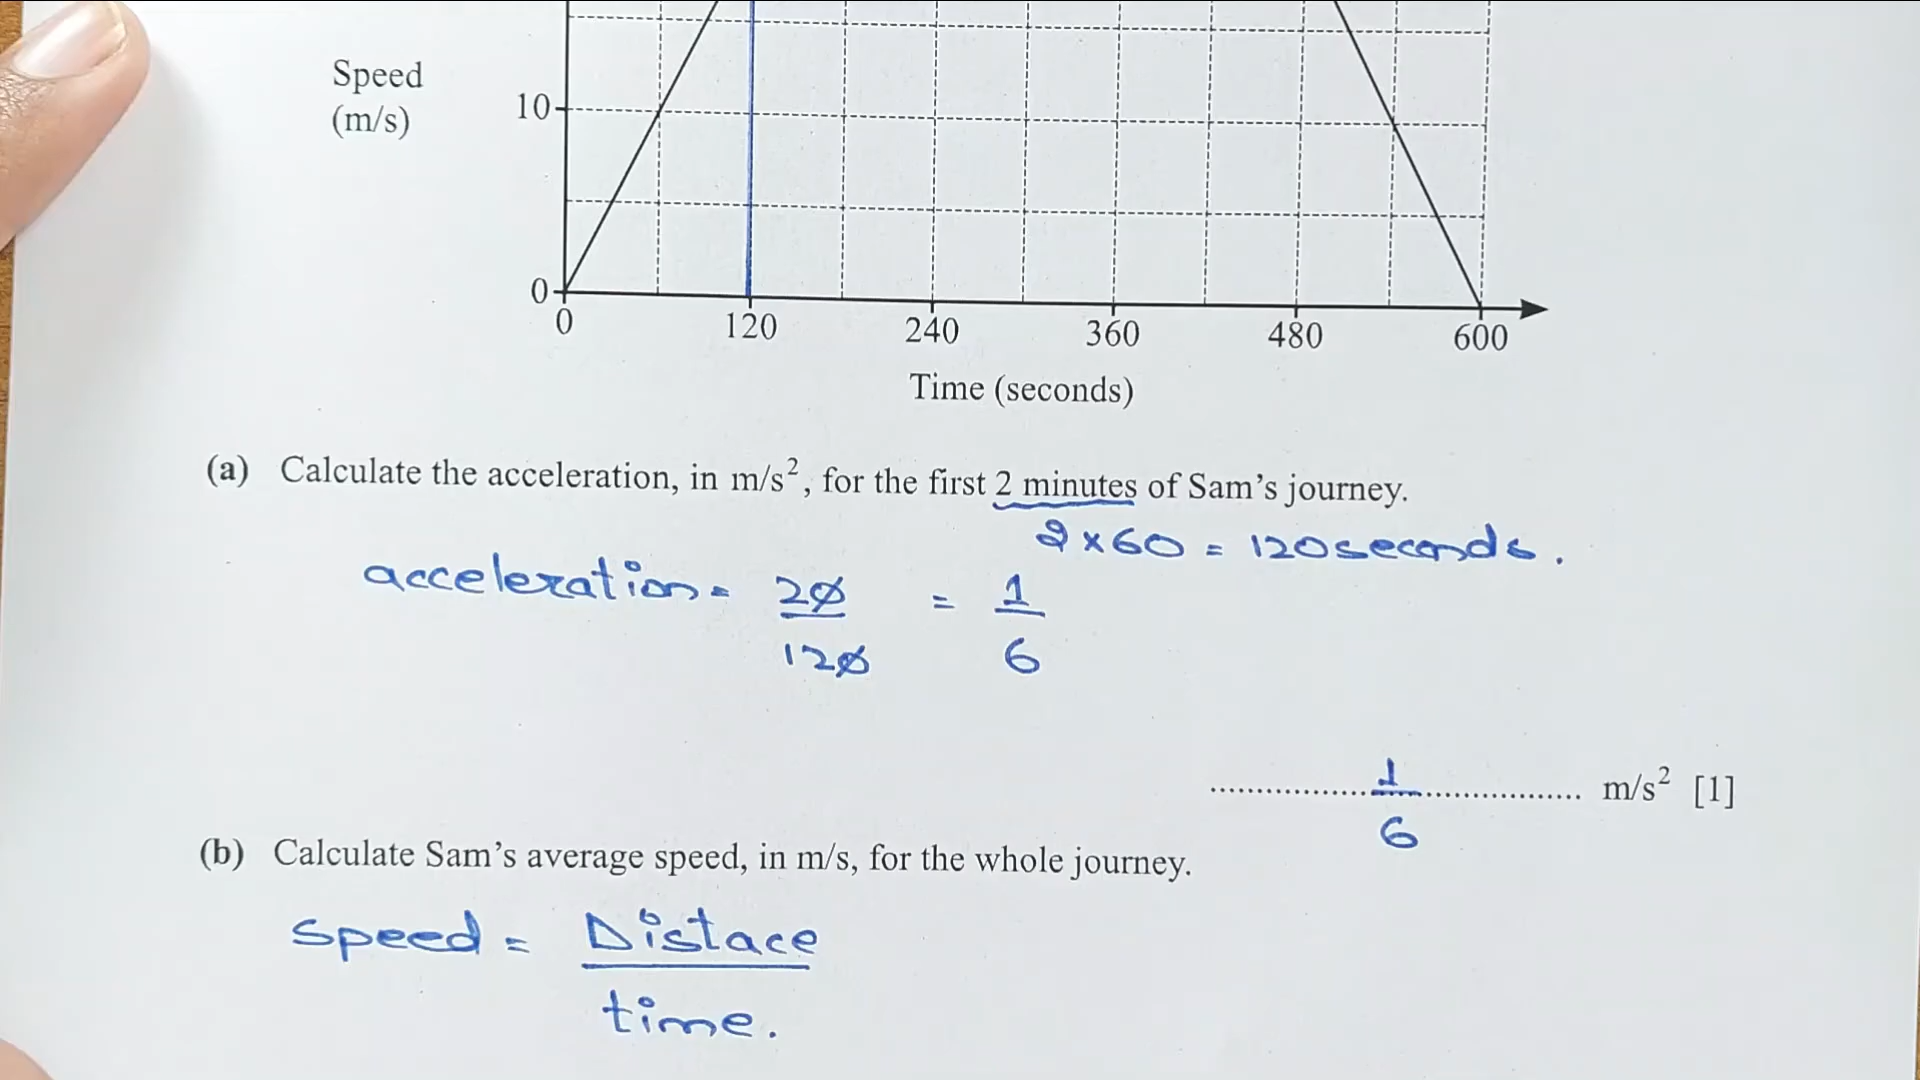 Speed
(m/s)
10
0
0 120 240 360 480 600
Time (seconds)
(a) Calculate the acceleration, in m/s², for the first 2 minutes of Sam's journey.
2 × 60 = 120 seconds.
acceleration = 20/120 = 1/6
1/6 m/s² [1]
(b) Calculate Sam's average speed, in m/s, for the whole journey.
Speed = Distace
time.